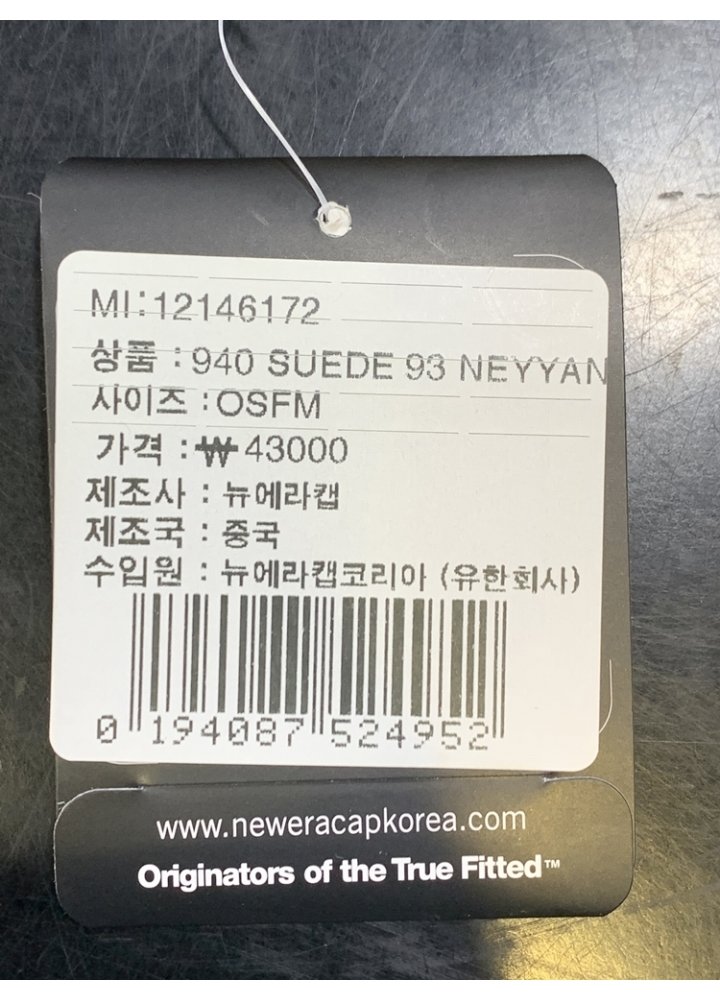 MI:12146172
상품 :940 SUEDE 93 NEYYAN
사이즈 :OSFM
가격 :₩43000
제조사 : 뉴에라캡
제조국 : 중국
수입원 : 뉴에라캡코리아 (유한회사)
0 194087 524952
www.neweracapkorea.com
Originators of the True Fitted™